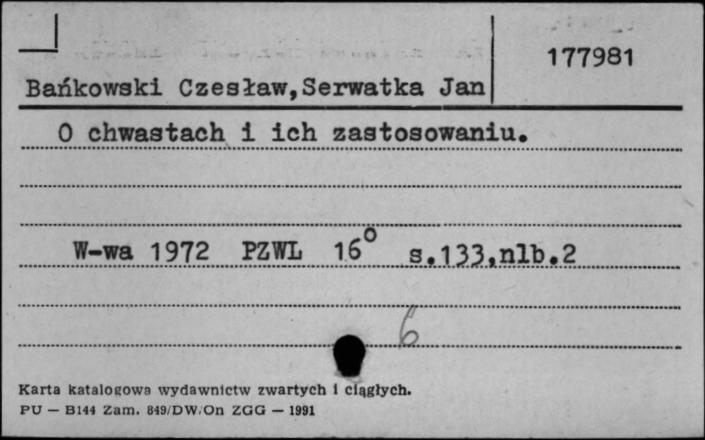 177981
Bańkowski Czesław,Serwatka Jan
O chwastach i ich zastosowaniu.
W-wa 1972 PZWL 16° s.133,nlb.2
6
Karta katalogowa wydawnictw zwartych i ciągłych.
PU — B144 Zam. 849/DW/On ZGG — 1991